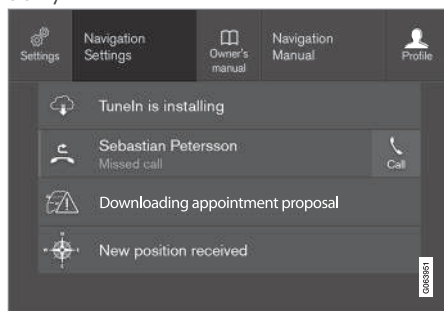 Settings
Navigation
Settings
Owner's
manual
Navigation
Manual
Profile
TuneIn is installing
Sebastian Petersson
Missed call
Call
Downloading appointment proposal
New position received
G063951